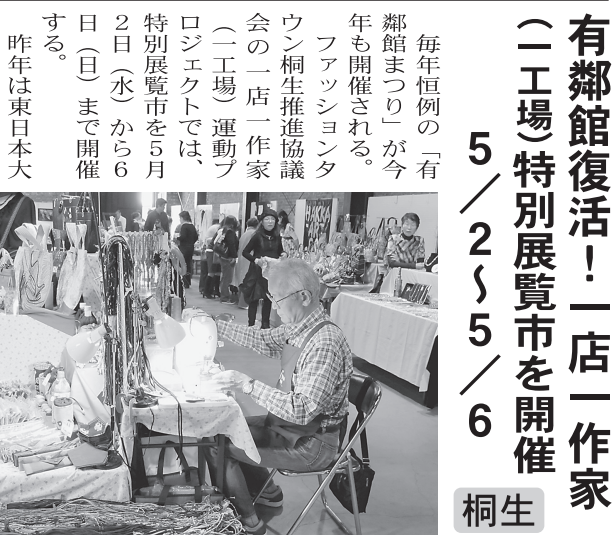 有鄰館復活！一店一作家
（一工場）特別展覧市を開催
5／2～5／6
桐生
毎年恒例の「有
鄰館まつり」が今
年も開催される。
ファッションタ
ウン桐生推進協議
会の一店一作家
（一工場）運動プ
ロジェクトでは、
特別展覧市を５月
２日（水）から６
日（日）まで開催
する。
昨年は東日本大
HAKKA
ART